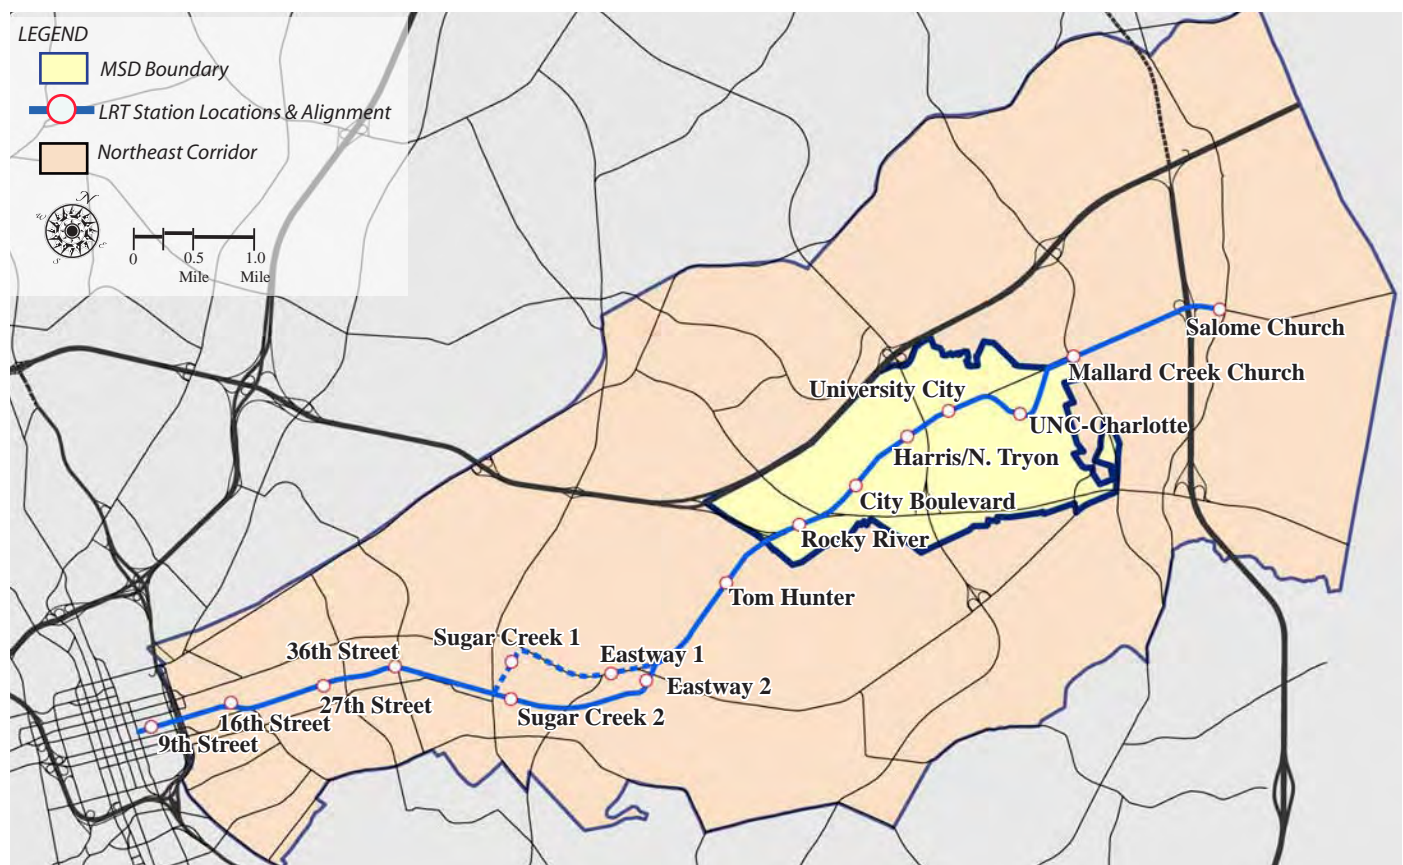 LEGEND
MSD Boundary
LRT Station Locations & Alignment
Northeast Corridor
N
W
E
S
0
0.5
1.0
Mile
Mile
Salome Church
Mallard Creek Church
University City
UNC-Charlotte
Harris/N. Tryon
City Boulevard
Rocky River
Tom Hunter
Sugar Creek 1
36th Street
Eastway 1
Eastway 2
27th Street
Sugar Creek 2
16th Street
9th Street